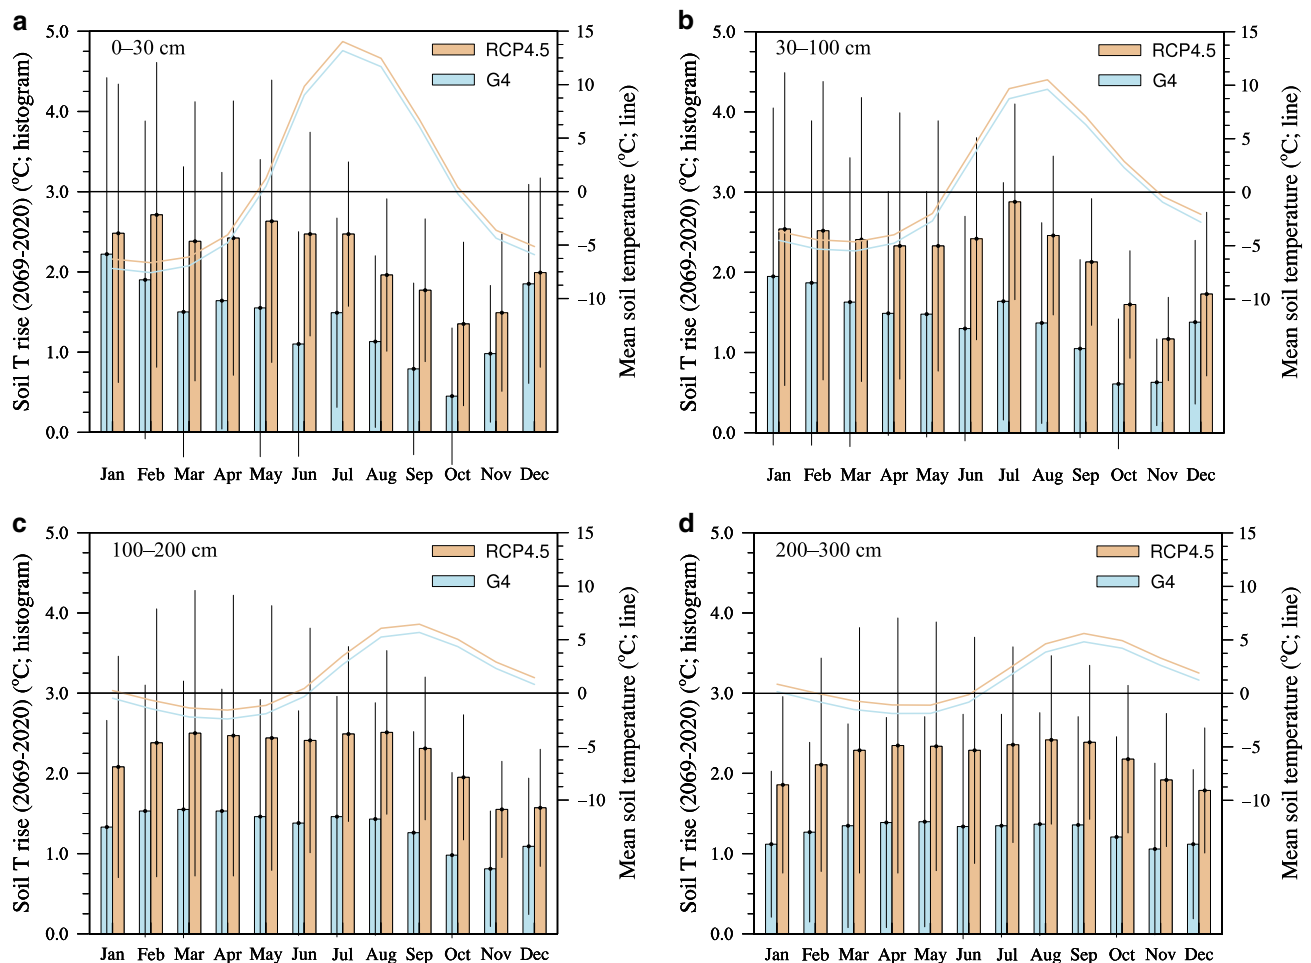 a
0–30 cm
RCP4.5
G4
Soil T rise (2069-2020) (°C; histogram)
5.0
4.0
3.0
2.0
1.0
0.0
15
10
5
0
−5
−10
Mean soil temperature (°C; line)
Jan Feb Mar Apr May Jun Jul Aug Sep Oct Nov Dec
b
30–100 cm
RCP4.5
G4
Soil T rise (2069-2020) (°C; histogram)
5.0
4.0
3.0
2.0
1.0
0.0
15
10
5
0
−5
−10
Mean soil temperature (°C; line)
Jan Feb Mar Apr May Jun Jul Aug Sep Oct Nov Dec
c
100–200 cm
RCP4.5
G4
Soil T rise (2069-2020) (°C; histogram)
5.0
4.0
3.0
2.0
1.0
0.0
15
10
5
0
−5
−10
Mean soil temperature (°C; line)
Jan Feb Mar Apr May Jun Jul Aug Sep Oct Nov Dec
d
200–300 cm
RCP4.5
G4
Soil T rise (2069-2020) (°C; histogram)
5.0
4.0
3.0
2.0
1.0
0.0
15
10
5
0
−5
−10
Mean soil temperature (°C; line)
Jan Feb Mar Apr May Jun Jul Aug Sep Oct Nov Dec